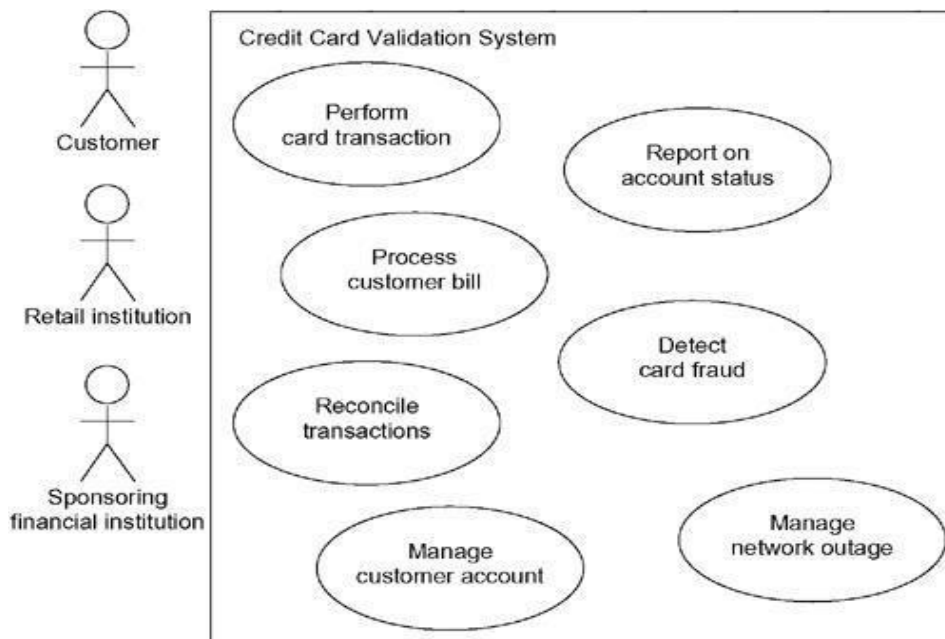 Credit Card Validation System
Customer
Retail institution
Sponsoring
financial institution
Perform
card transaction
Report on
account status
Process
customer bill
Detect
card fraud
Reconcile
transactions
Manage
customer account
Manage
network outage